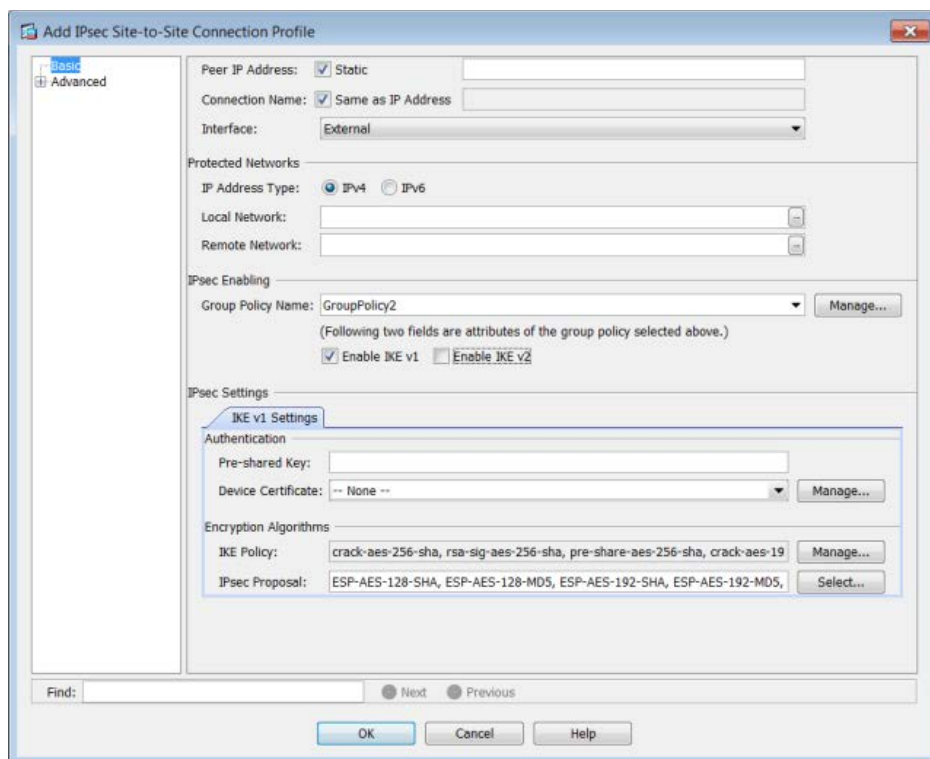 Add IPsec Site-to-Site Connection Profile
Basic
Advanced
Peer IP Address: Static
Connection Name: Same as IP Address
Interface: External
Protected Networks
IP Address Type: IPv4 IPv6
Local Network:
Remote Network:
IPsec Enabling
Group Policy Name: GroupPolicy2 Manage...
(Following two fields are attributes of the group policy selected above.)
Enable IKE v1 Enable IKE v2
IPsec Settings
IKE v1 Settings
Authentication
Pre-shared Key:
Device Certificate: -- None -- Manage...
Encryption Algorithms
IKE Policy: crack-aes-256-sha, rsa-sig-aes-256-sha, pre-share-aes-256-sha, crack-aes-19 Manage...
IPsec Proposal: ESP-AES-128-SHA, ESP-AES-128-MD5, ESP-AES-192-SHA, ESP-AES-192-MD5, Select...
Find: Next Previous
OK Cancel Help